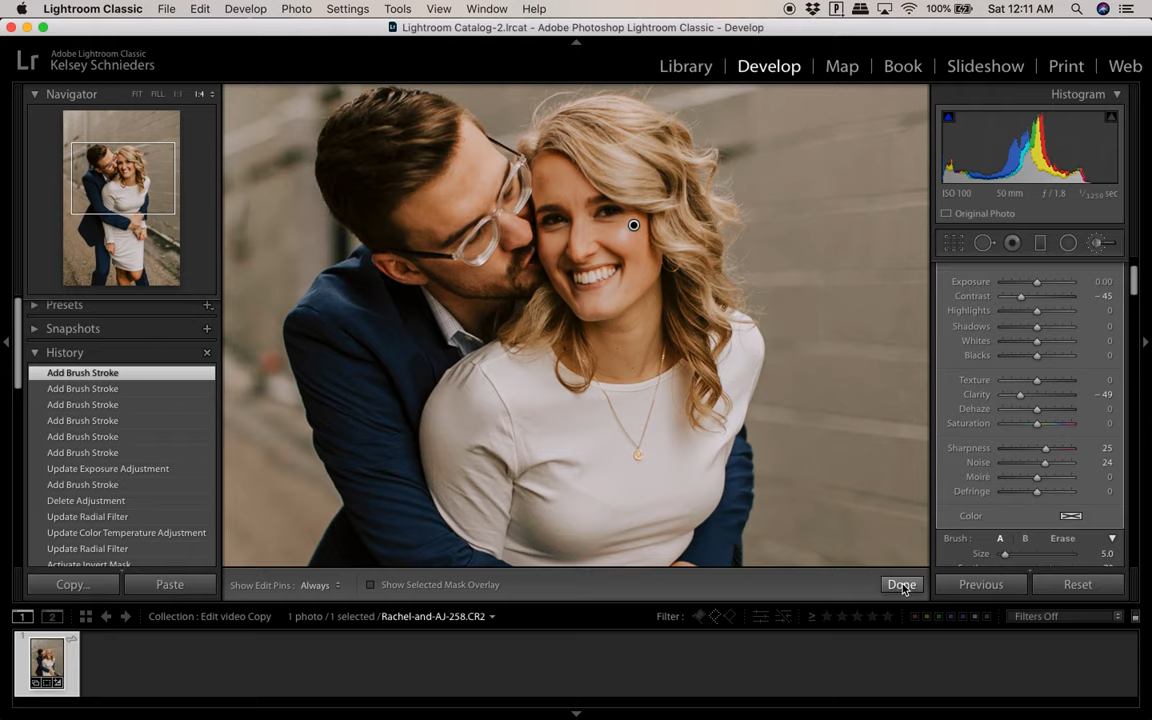 Lightroom Classic File Edit Develop Photo Settings Tools View Window Help 100% Sat 12:11 AM
Lightroom Catalog-2.lrcat - Adobe Photoshop Lightroom Classic - Develop
Lr Adobe Lightroom Classic
Kelsey Schnieders
Library | Develop | Map | Book | Slideshow | Print | Web
Navigator FIT FILL 1:1 1:4
Histogram
ISO 100 50 mm ƒ / 1.8 1/3250 sec
Original Photo
Presets
Snapshots
History
Add Brush Stroke
Add Brush Stroke
Add Brush Stroke
Add Brush Stroke
Add Brush Stroke
Add Brush Stroke
Update Exposure Adjustment
Add Brush Stroke
Delete Adjustment
Update Radial Filter
Update Color Temperature Adjustment
Update Radial Filter
Activate Invert Mask
Exposure 0.00
Contrast – 45
Highlights 0
Shadows 0
Whites 0
Blacks 0
Texture 0
Clarity – 49
Dehaze 0
Saturation 0
Sharpness 25
Noise 24
Moiré 0
Defringe 0
Color
Brush : A B Erase
Size 5.0
Copy... Paste
Show Edit Pins : Always Show Selected Mask Overlay Done
Previous Reset
1 2 Collection : Edit video Copy 1 photo / 1 selected / Rachel-and-AJ-258.CR2 Filter : Filters Off
1